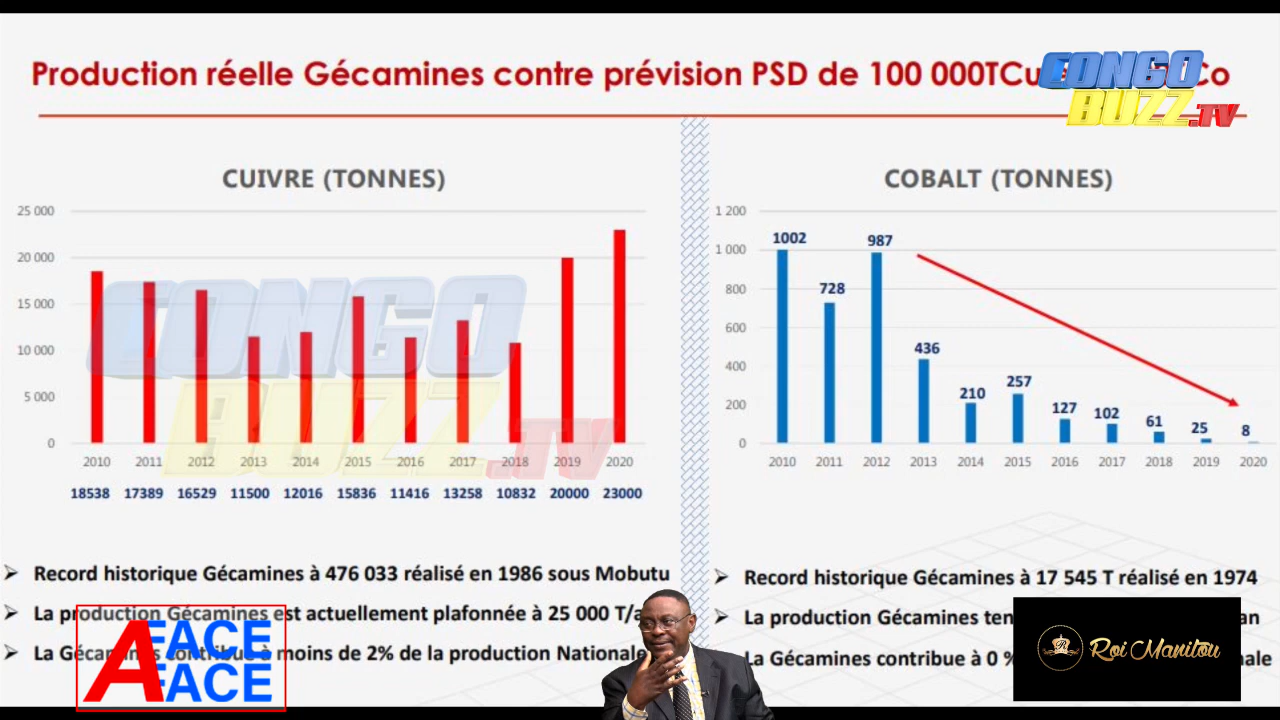 Production réelle Gécamines contre prévision PSD de 100 000TCu Co
CONGO
BUZZ.TV
CUIVRE (TONNES)
25 000
20 000
15 000
10 000
5 000
0
2010 2011 2012 2013 2014 2015 2016 2017 2018 2019 2020
18538 17389 16529 11500 12016 15836 11416 13258 10832 20000 23000
CONGO
BUZZ.TV
Record historique Gécamines à 476 033 réalisé en 1986 sous Mobutu
La production Gécamines est actuellement plafonnée à 25 000 T/a
La Gécamines contribue à moins de 2% de la production Nationale
COBALT (TONNES)
1 200
1 000
800
600
400
200
0
1002 728 987 436 210 257 127 102 61 25 8
2010 2011 2012 2013 2014 2015 2016 2017 2018 2019 2020
Record historique Gécamines à 17 545 T réalisé en 1974
La production Gécamines ten an
La Gécamines contribue à 0 % nale
A FACE
FACE
Roi Manitou